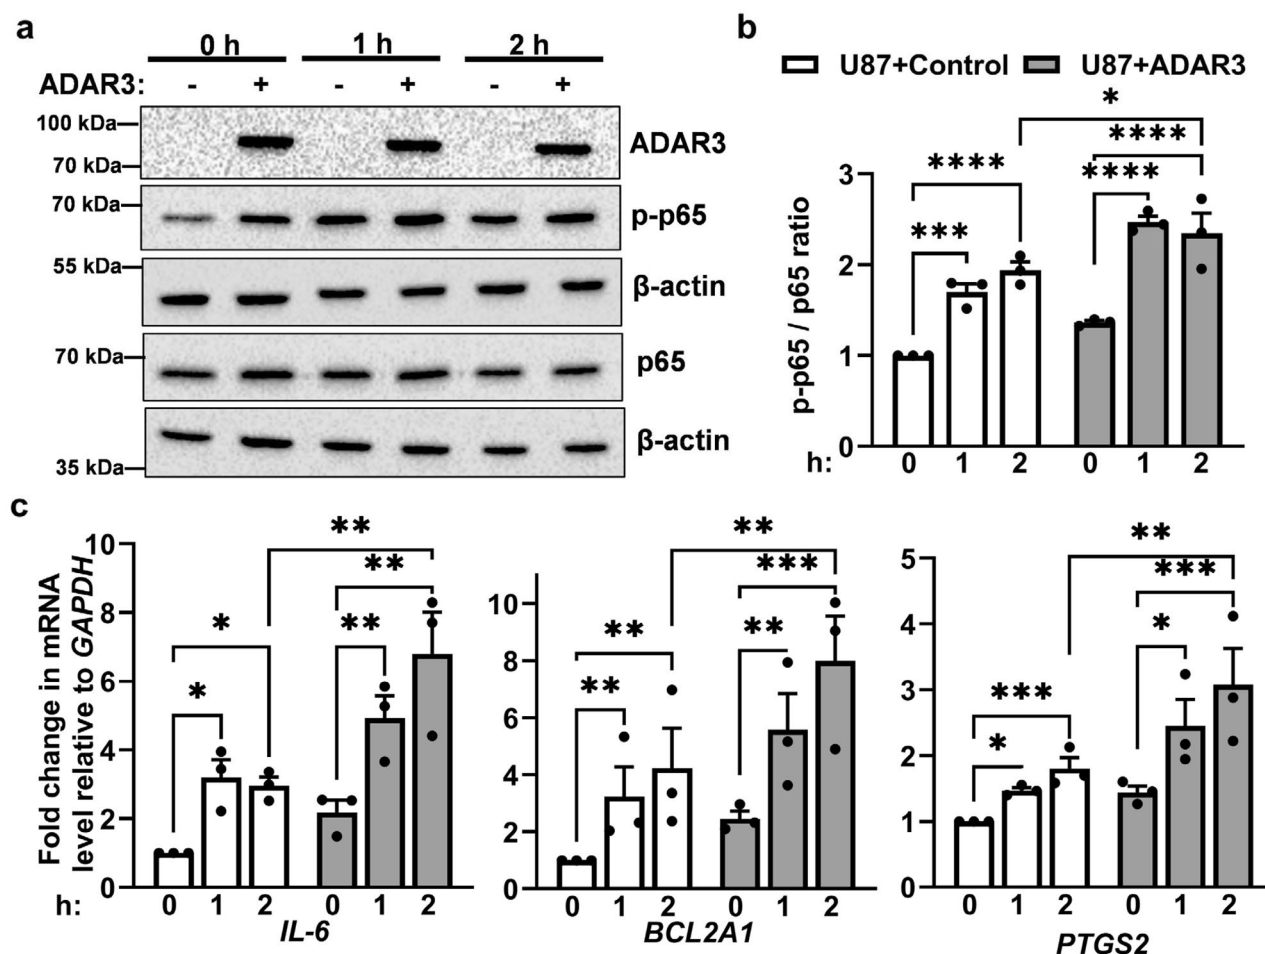 a
0 h 1 h 2 h
ADAR3: - + - + - +
100 kDa
70 kDa
ADAR3
70 kDa
p-p65
55 kDa
β-actin
70 kDa
p65
35 kDa
β-actin
b
U87+Control U87+ADAR3
*
**** ****
****
***
p-p65 / p65 ratio
3
2
1
0
h: 0 1 2 0 1 2
c
Fold change in mRNA
level relative to GAPDH
**
**
* **
*
10
8
6
4
2
0
h: 0 1 2 0 1 2
IL-6
**
***
** **
**
10
8
6
4
2
0
0 1 2 0 1 2
BCL2A1
**
***
*
***
*
5
4
3
2
1
0
0 1 2 0 1 2
PTGS2